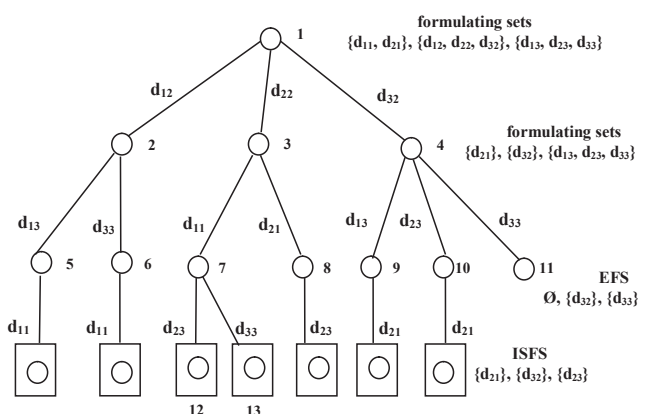 formulating sets
1
{d11, d21}, {d12, d22, d32}, {d13, d23, d33}
d12
d22
d32
formulating sets
2
3
4
{d21}, {d32}, {d13, d23, d33}
d13
d33
d11
d21
d13
d23
d33
5
6
7
8
9
10
11
EFS
Ø, {d32}, {d33}
d11
d11
d23
d33
d23
d21
d21
ISFS
{d21}, {d32}, {d23}
12
13